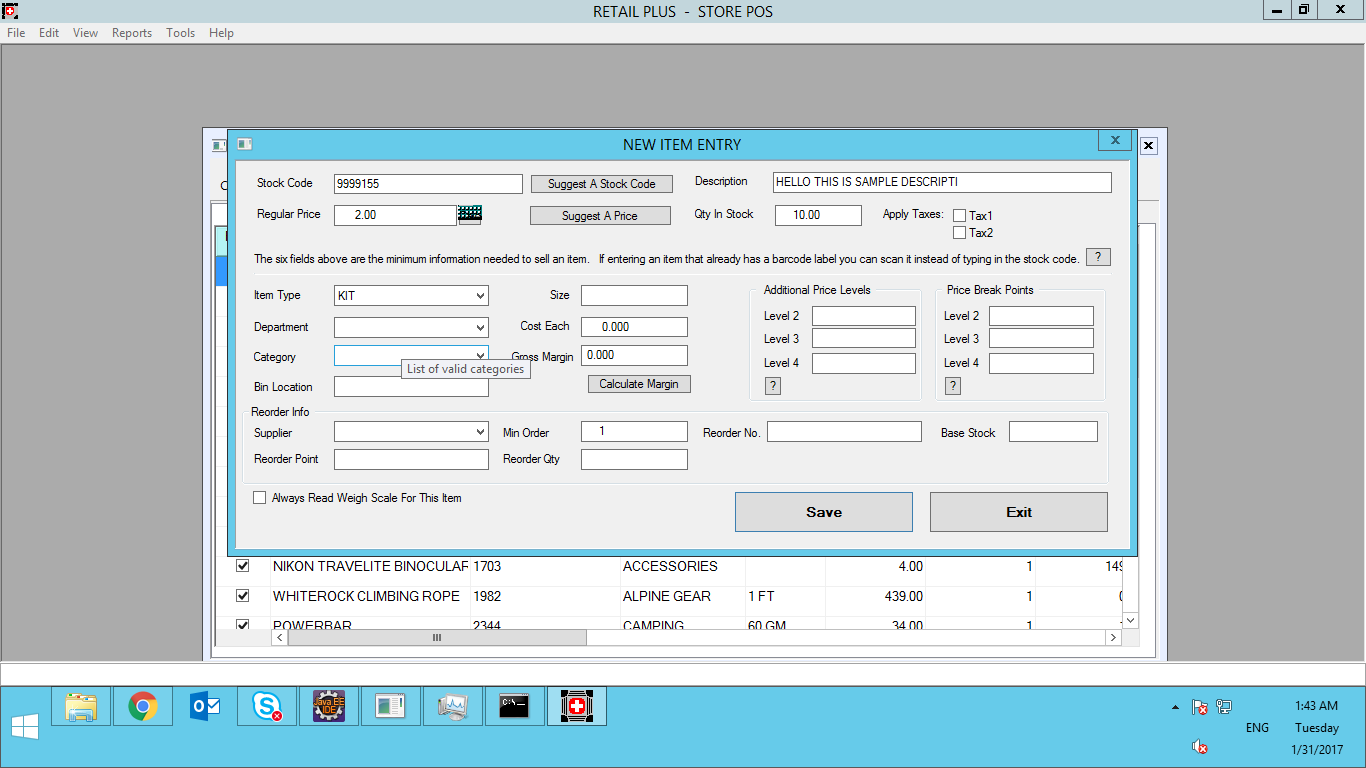 RETAIL PLUS - STORE POS
File Edit View Reports Tools Help
NEW ITEM ENTRY
Stock Code 9999155 Suggest A Stock Code Description HELLO THIS IS SAMPLE DESCRIPTI
Regular Price 2.00 Suggest A Price Qty In Stock 10.00 Apply Taxes: Tax1
Tax2
The six fields above are the minimum information needed to sell an item. If entering an item that already has a barcode label you can scan it instead of typing in the stock code. ?
Item Type KIT Size
Department Cost Each 0.000
Category Gross Margin 0.000
List of valid categories
Bin Location Calculate Margin
Additional Price Levels
Level 2
Level 3
Level 4
?
Price Break Points
Level 2
Level 3
Level 4
?
Reorder Info
Supplier Min Order 1 Reorder No. Base Stock
Reorder Point Reorder Qty
Always Read Weigh Scale For This Item
Save Exit
NIKON TRAVELITE BINOCULAR 1703 ACCESSORIES 4.00 1 149
WHITEROCK CLIMBING ROPE 1982 ALPINE GEAR 1 FT 439.00 1
POWERBAR 2344 CAMPING 60 GM 34.00 1
Java EE
IDE
C:\
1:43 AM
ENG Tuesday
1/31/2017